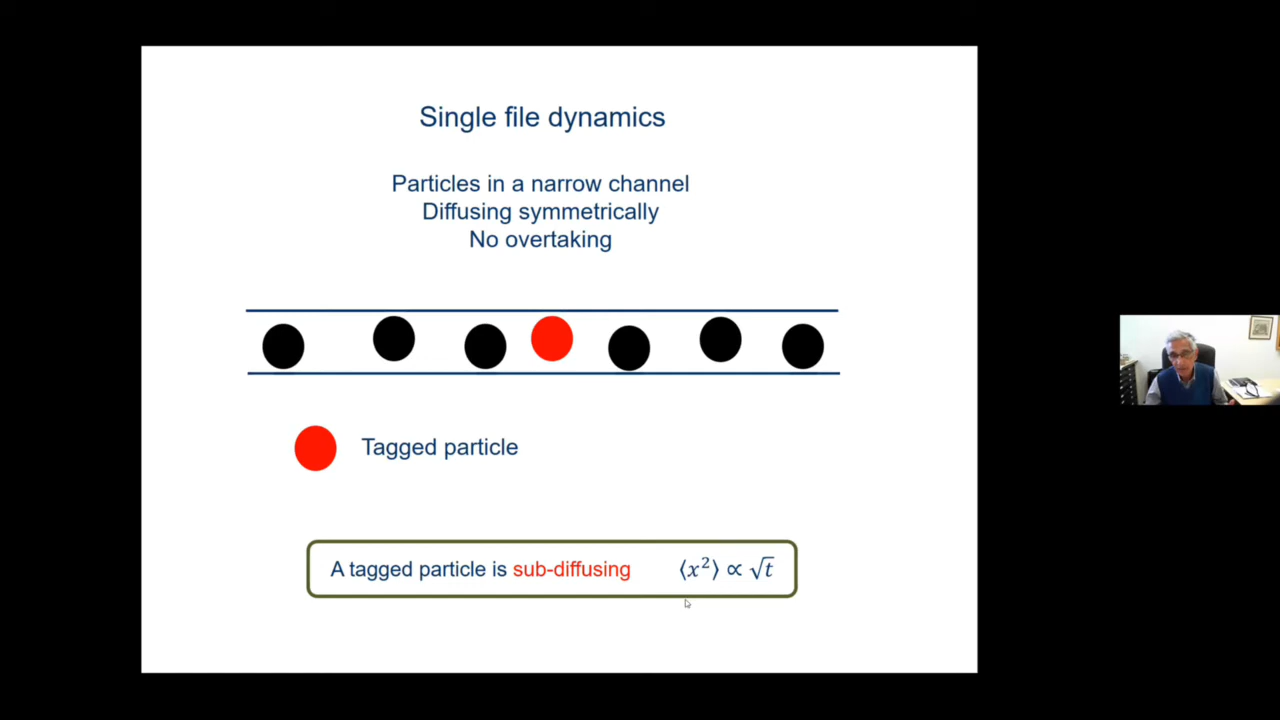 Single file dynamics
Particles in a narrow channel
Diffusing symmetrically
No overtaking
Tagged particle
A tagged particle is sub-diffusing ⟨x²⟩ ∝ √t